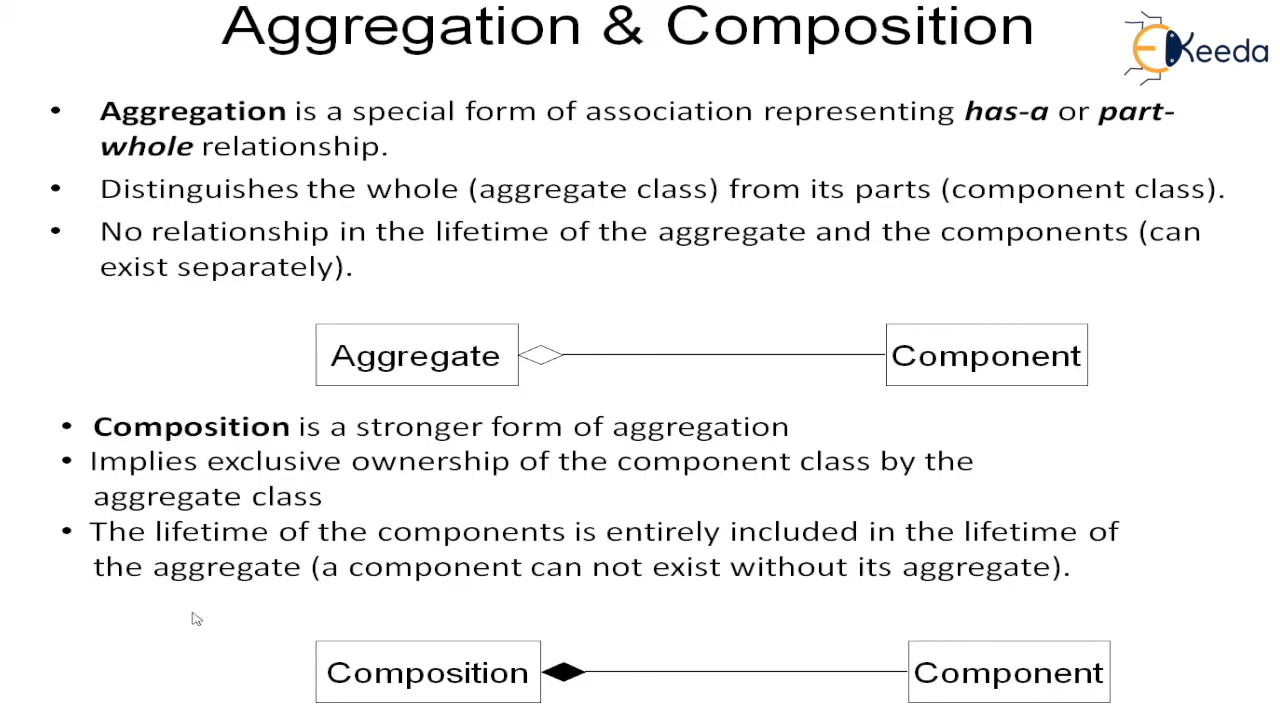 Aggregation & Composition
EKeeda
• Aggregation is a special form of association representing has-a or part-
whole relationship.
• Distinguishes the whole (aggregate class) from its parts (component class).
• No relationship in the lifetime of the aggregate and the components (can
exist separately).
Aggregate Component
• Composition is a stronger form of aggregation
• Implies exclusive ownership of the component class by the
aggregate class
• The lifetime of the components is entirely included in the lifetime of
the aggregate (a component can not exist without its aggregate).
Composition Component